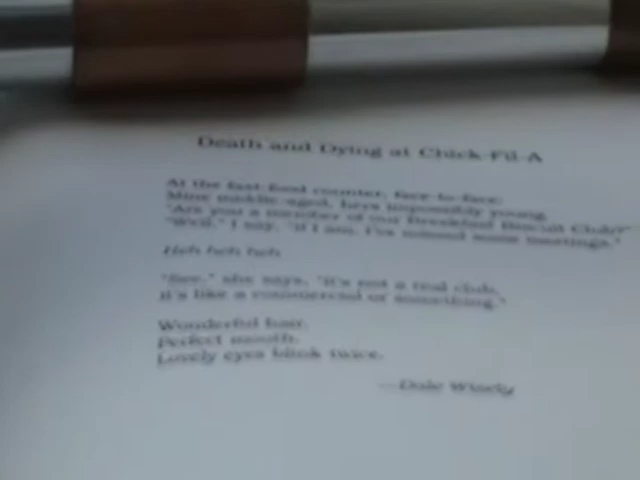 Death and Dying at Chick-Fil-A
At the fast-food counter, face-to-face:
Mine middle-aged, hers impossibly young.
"Are you a member of our Breakfast Biscuit Club?"
"Well," I say, "if I am, I've missed some meetings."
Heh heh heh
"Sir," she says, "it's not a real club,
it's like a commercial or something."
Wonderful hair.
Perfect mouth.
Lovely eyes blink twice.
—Dale Wisely